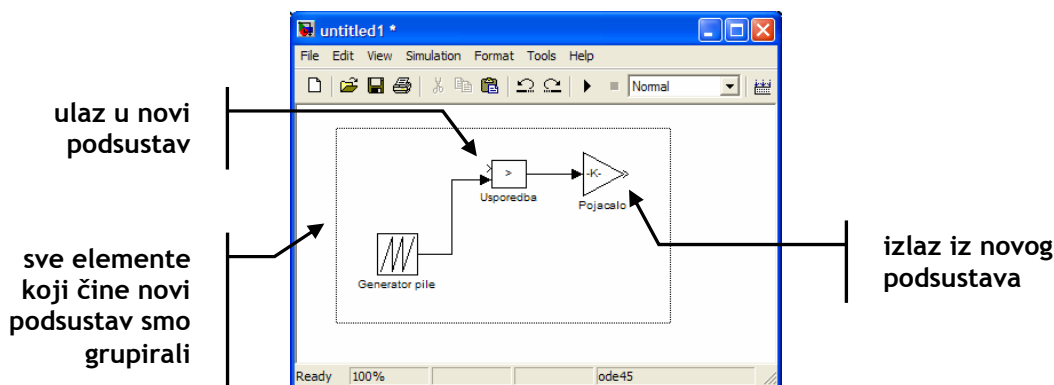 untitled1 *
File Edit View Simulation Format Tools Help
Normal
ulaz u novi
podsustav
>
-K-
Usporedba
Pojacalo
Generator pile
sve elemente
koji čine novi
podsustav smo
grupirali
izlaz iz novog
podsustava
Ready 100% ode45